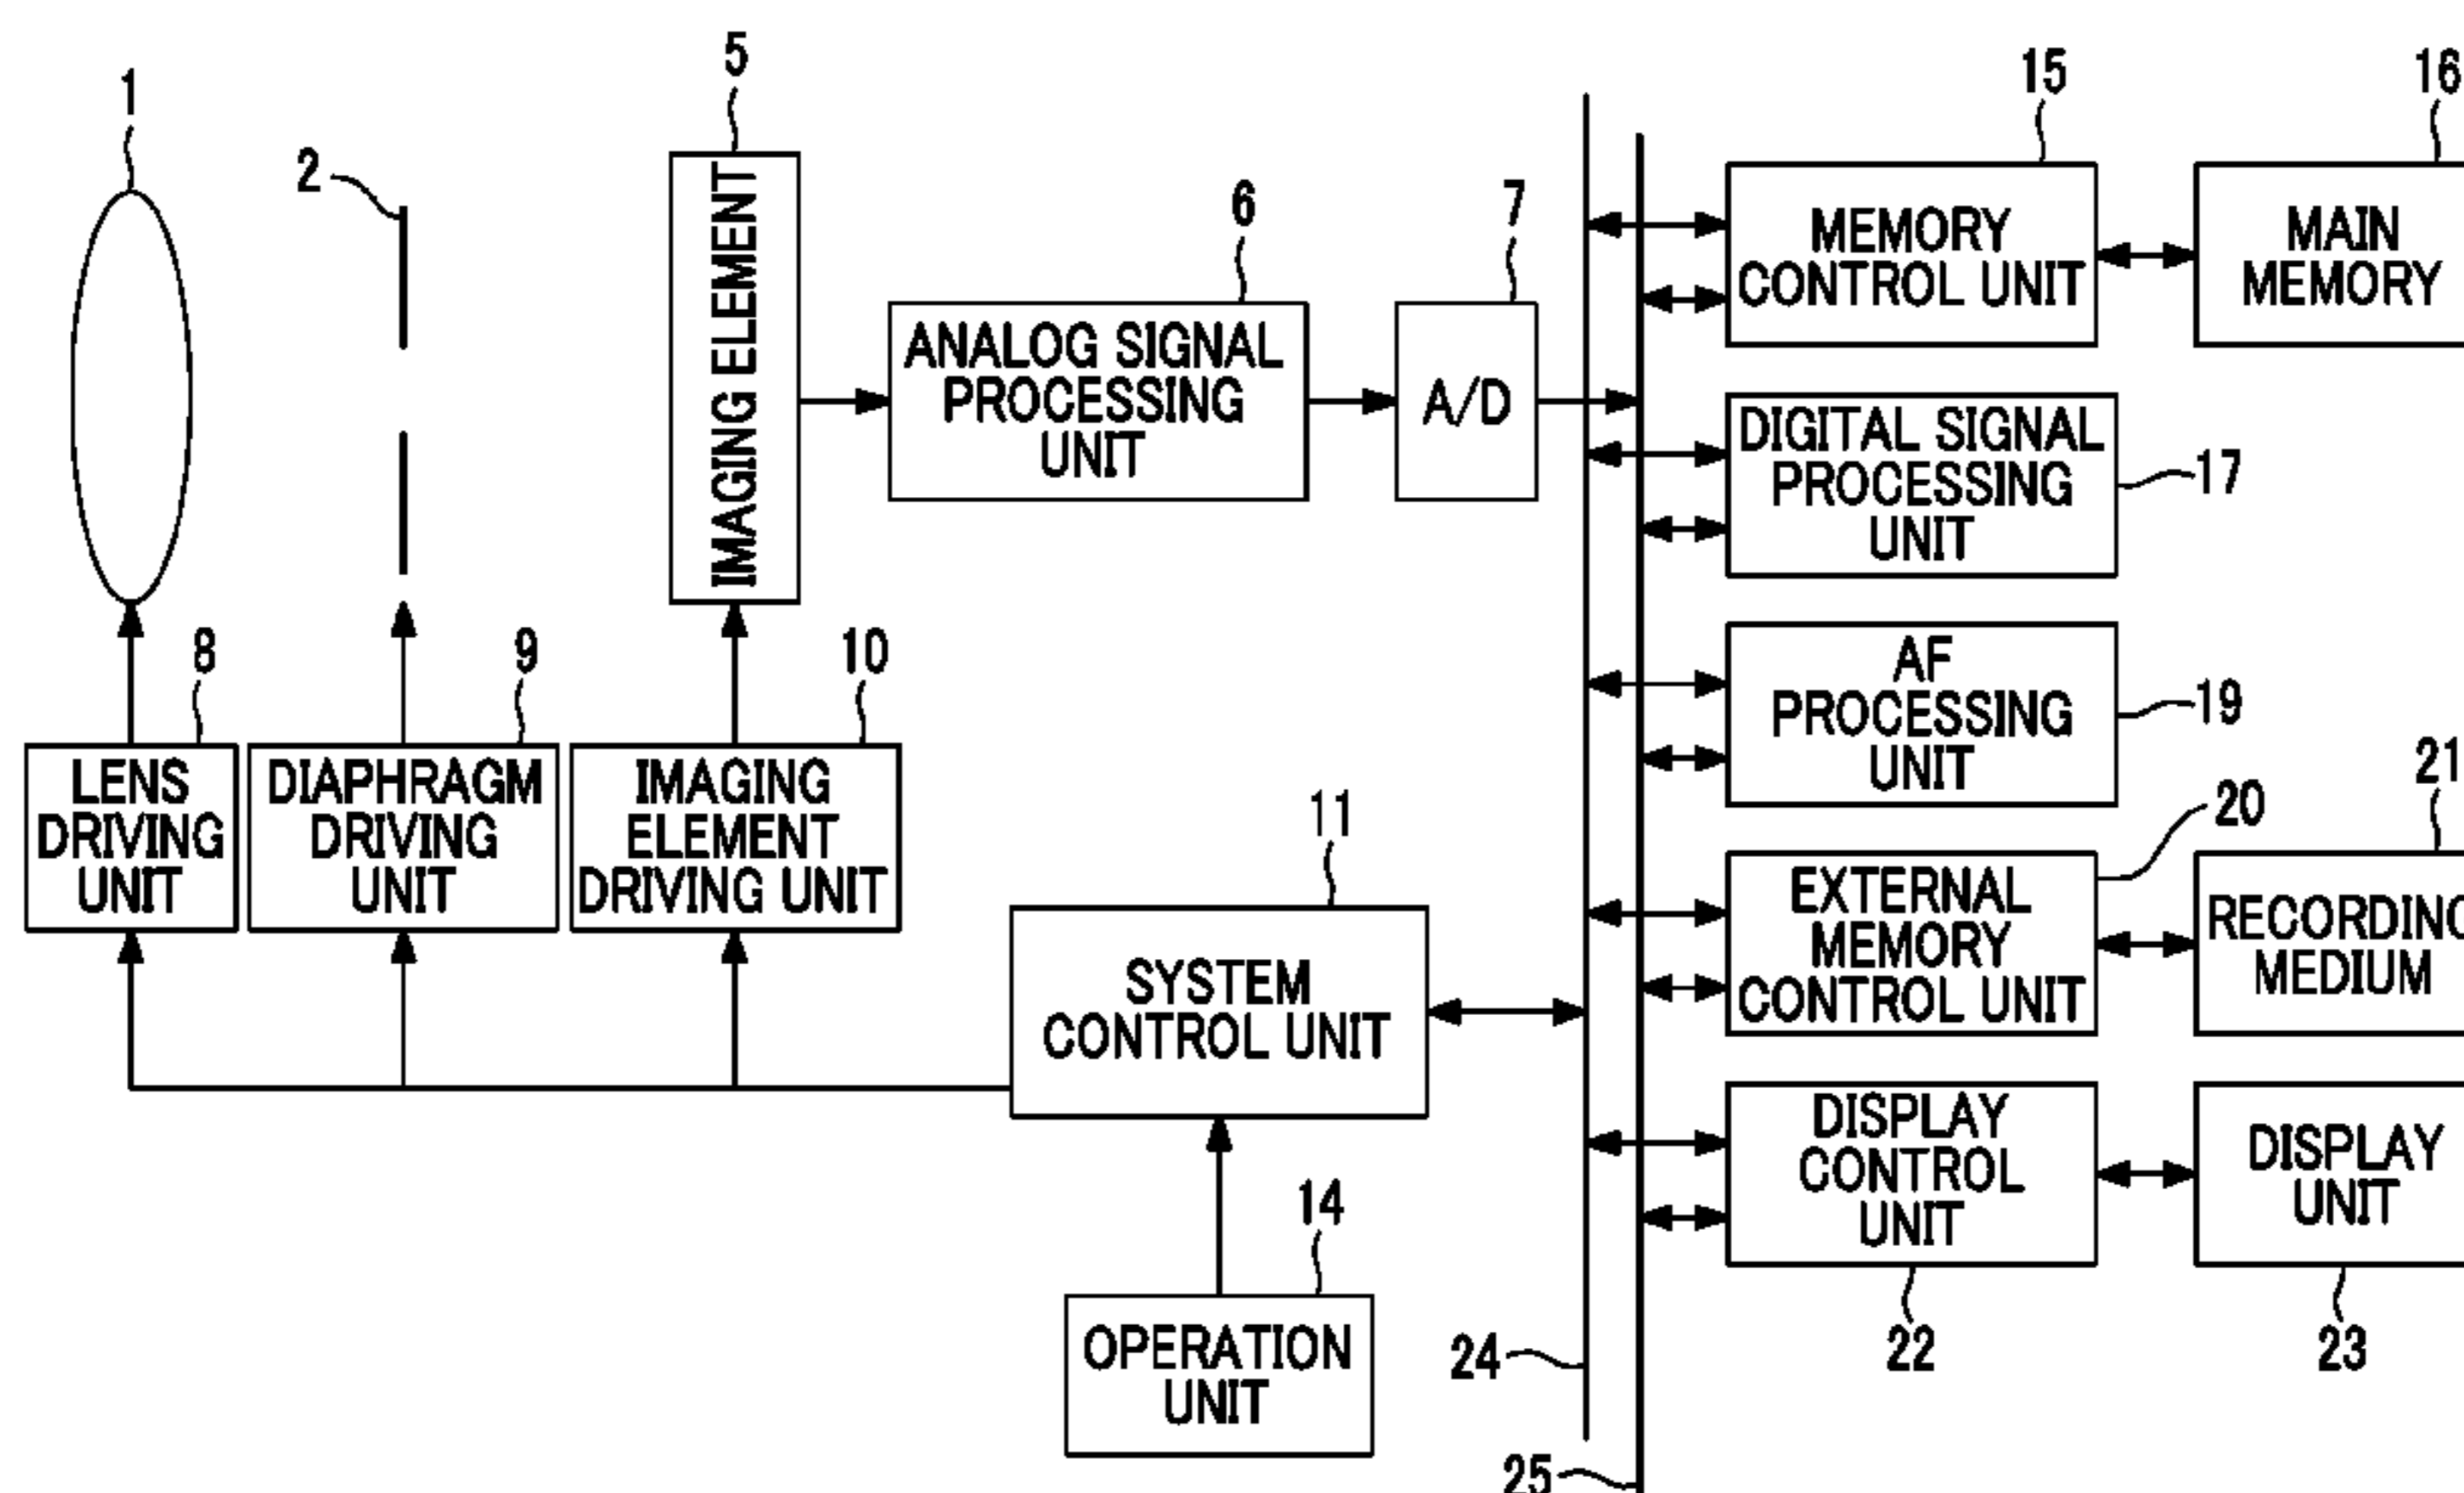 1
2
5
IMAGING ELEMENT
6
ANALOG SIGNAL
PROCESSING
UNIT
7
A/D
8
LENS
DRIVING
UNIT
9
DIAPHRAGM
DRIVING
UNIT
10
IMAGING
ELEMENT
DRIVING UNIT
11
SYSTEM
CONTROL UNIT
14
OPERATION
UNIT
15
MEMORY
CONTROL UNIT
16
MAIN
MEMORY
DIGITAL SIGNAL
PROCESSING
UNIT
17
AF
PROCESSING
UNIT
19
20
EXTERNAL
MEMORY
CONTROL UNIT
21
RECORDING
MEDIUM
DISPLAY
CONTROL
UNIT
22
DISPLAY
UNIT
23
24
25